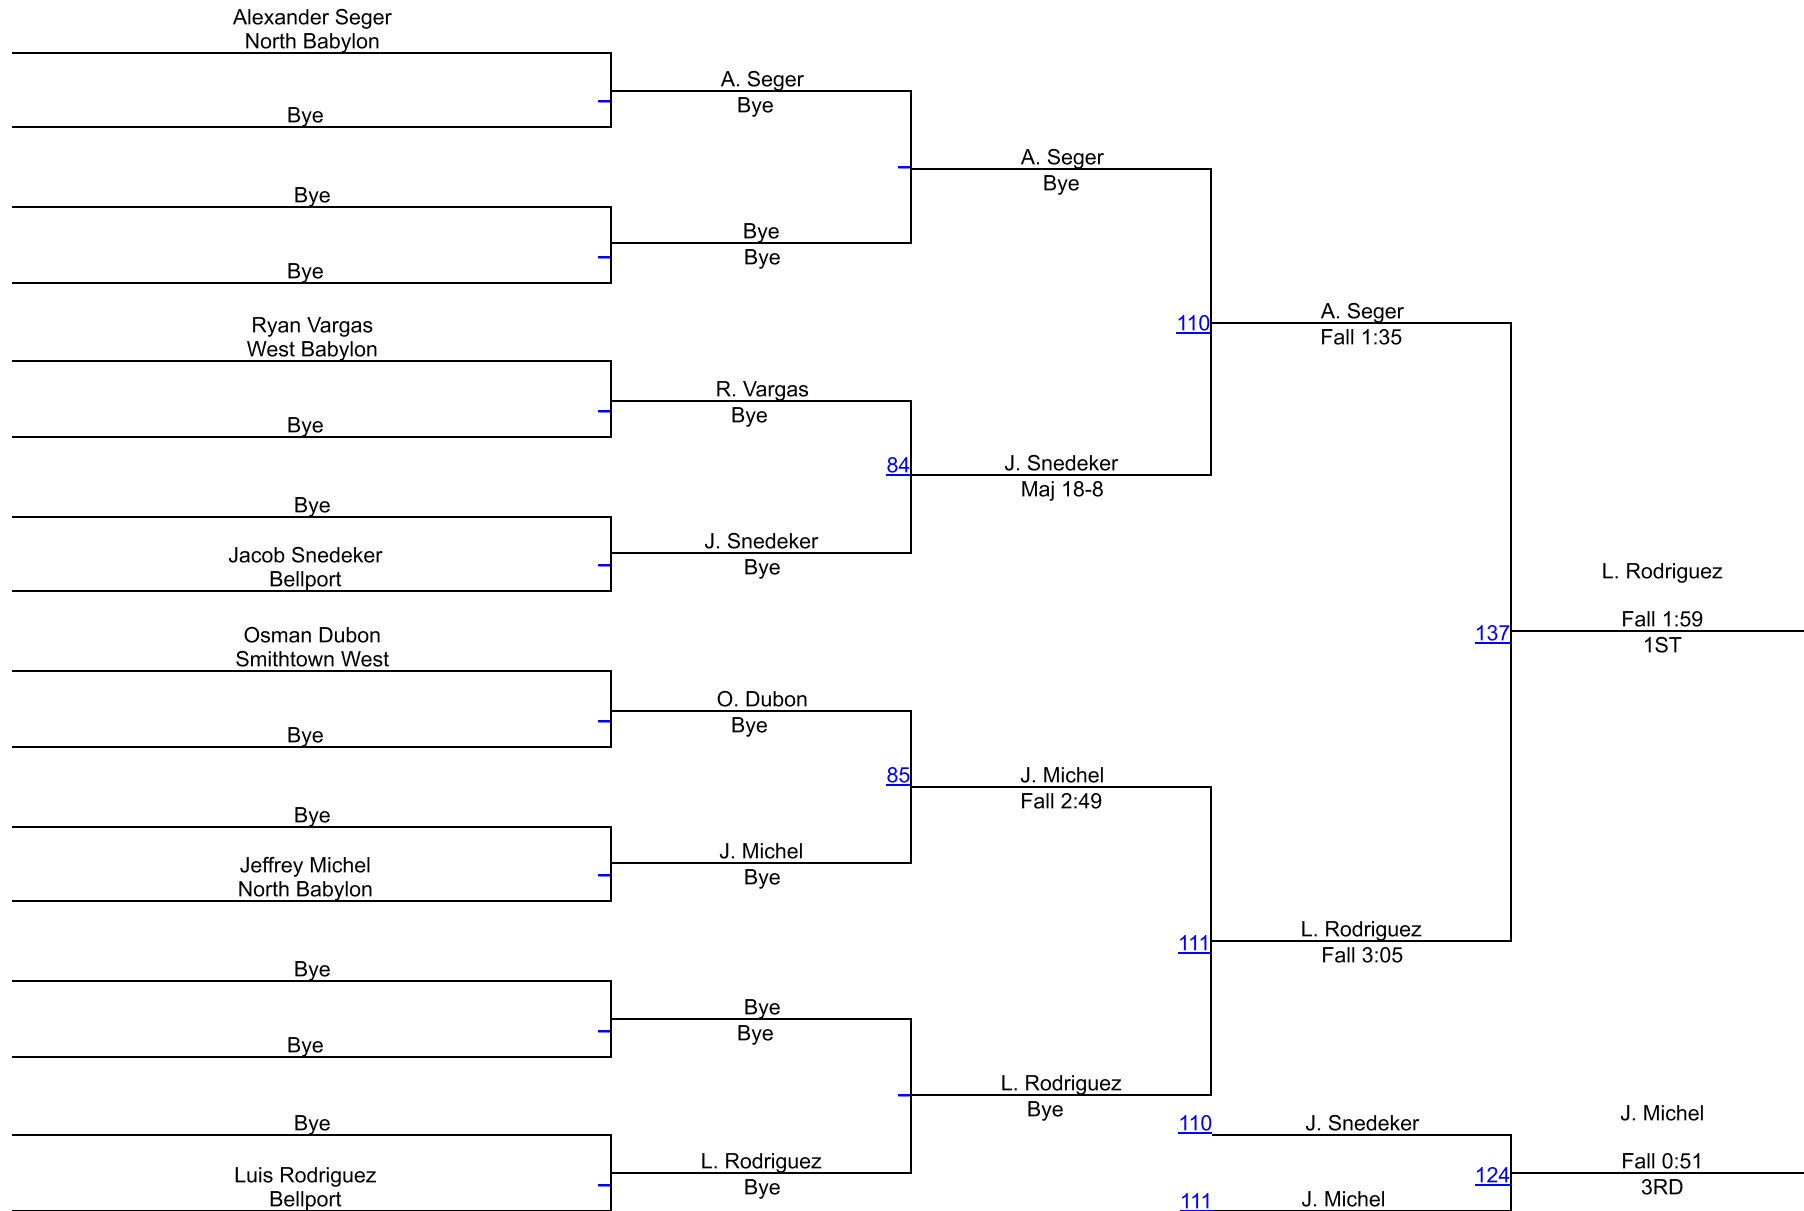 Alexander Seger
North Babylon
Bye
Bye
Bye
Ryan Vargas
West Babylon
Bye
Bye
Jacob Snedeker
Bellport
Osman Dubon
Smithtown West
Bye
Bye
Jeffrey Michel
North Babylon
Bye
Bye
Bye
Luis Rodriguez
Bellport
A. Seger
Bye
Bye
Bye
R. Vargas
Bye
84
J. Snedeker
Bye
O. Dubon
Bye
85
J. Michel
Bye
Bye
Bye
L. Rodriguez
Bye
A. Seger
Bye
110
J. Snedeker
Maj 18-8
J. Michel
Fall 2:49
111
L. Rodriguez
Bye
A. Seger
Fall 1:35
137
L. Rodriguez
Fall 3:05
L. Rodriguez
Fall 1:59
1ST
110
J. Snedeker
124
111
J. Michel
J. Michel
Fall 0:51
3RD